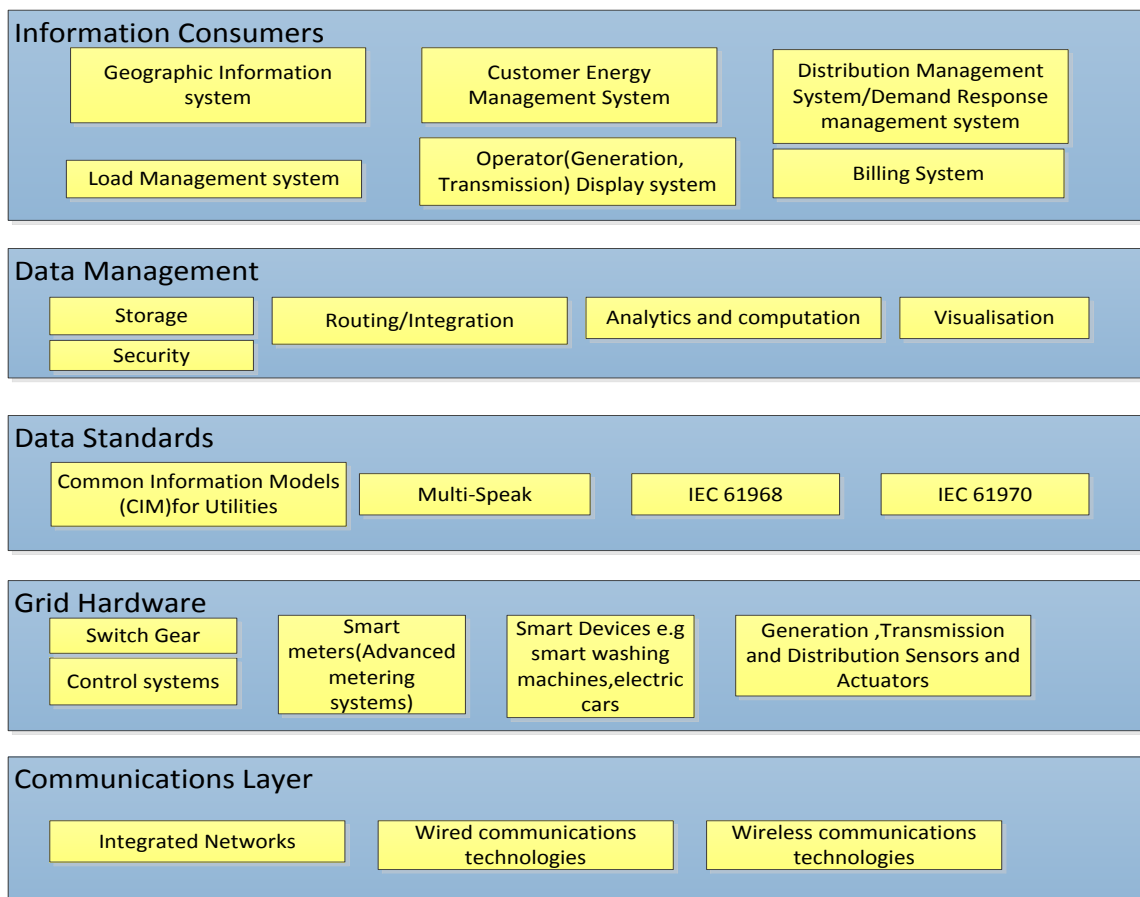 Information Consumers
Geographic Information
system
Customer Energy
Management System
Distribution Management
System/Demand Response
management system
Load Management system
Operator(Generation,
Transmission) Display system
Billing System
Data Management
Storage
Security
Routing/Integration
Analytics and computation
Visualisation
Data Standards
Common Information Models
(CIM)for Utilities
Multi-Speak
IEC 61968
IEC 61970
Grid Hardware
Switch Gear
Control systems
Smart
meters(Advanced
metering
systems)
Smart Devices e.g
smart washing
machines,electric
cars
Generation ,Transmission
and Distribution Sensors and
Actuators
Communications Layer
Integrated Networks
Wired communications
technologies
Wireless communications
technologies